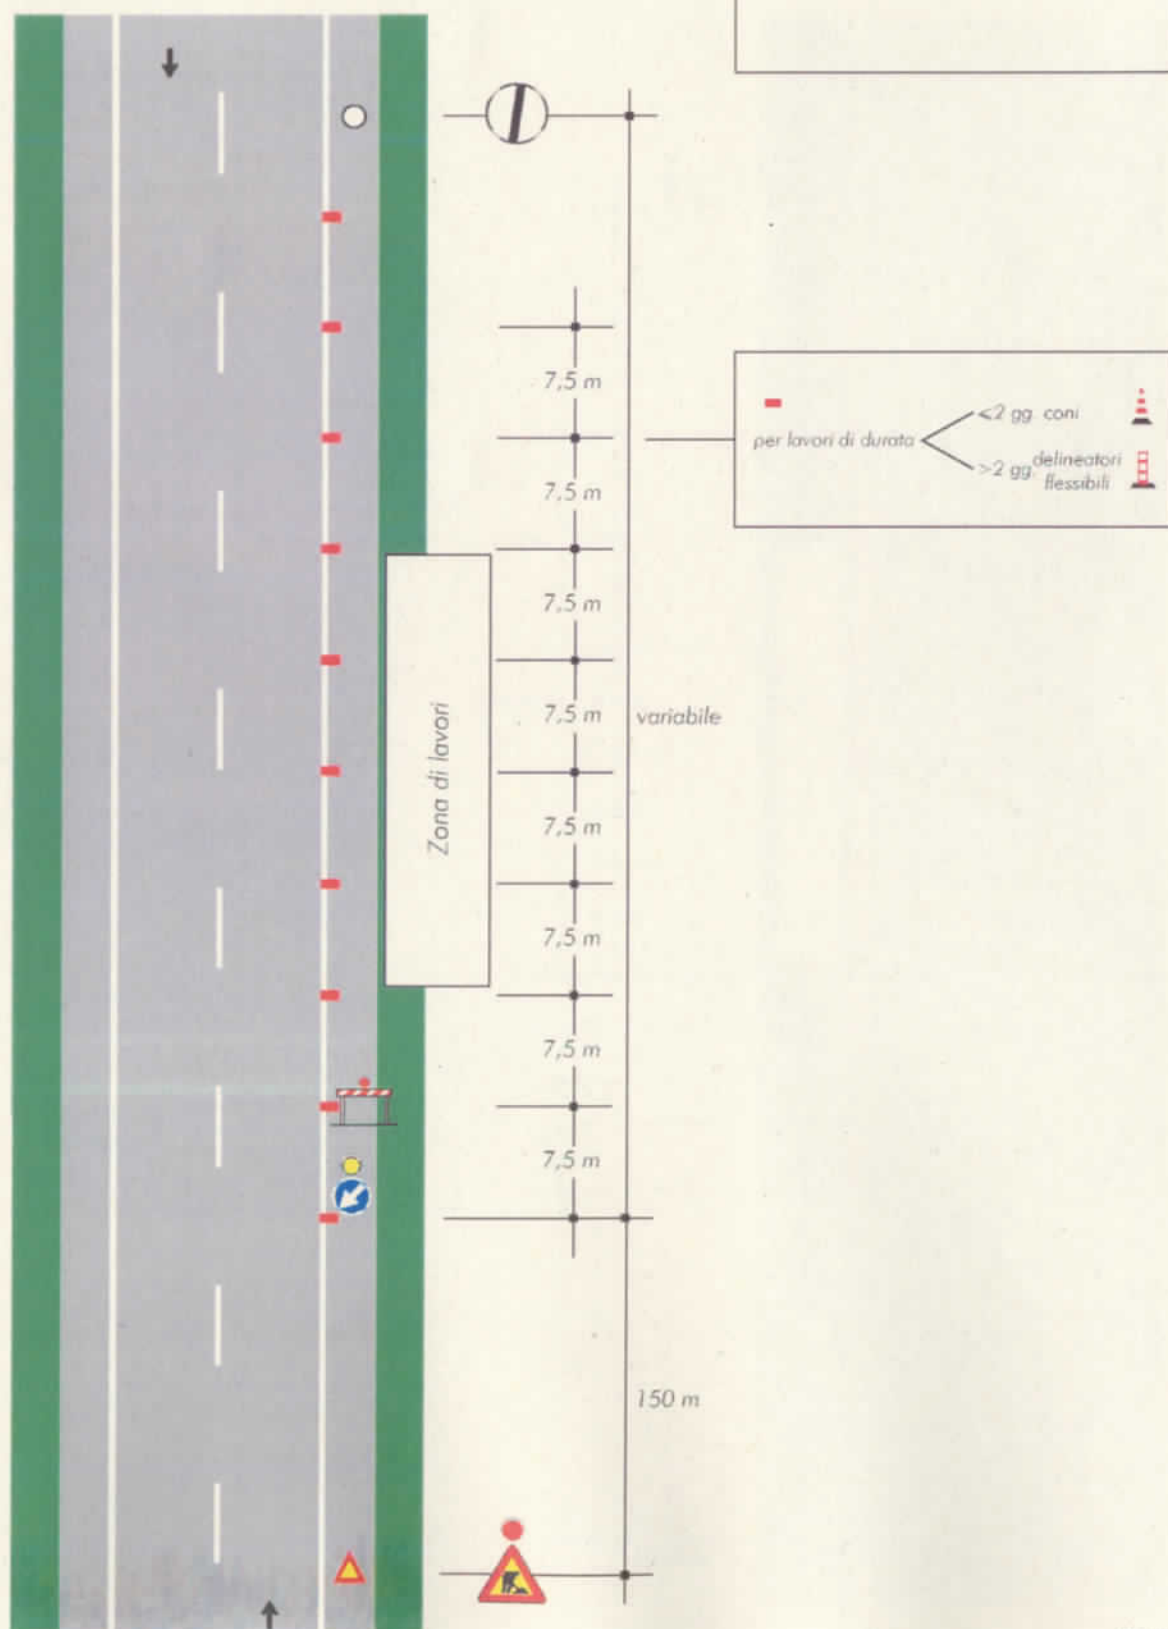 7,5 m
7,5 m
7,5 m
7,5 m
7,5 m
7,5 m
7,5 m
7,5 m
variabile
Zona di lavori
150 m
per lavori di durata
<2 gg coni
>2 gg delineatori
flessibili